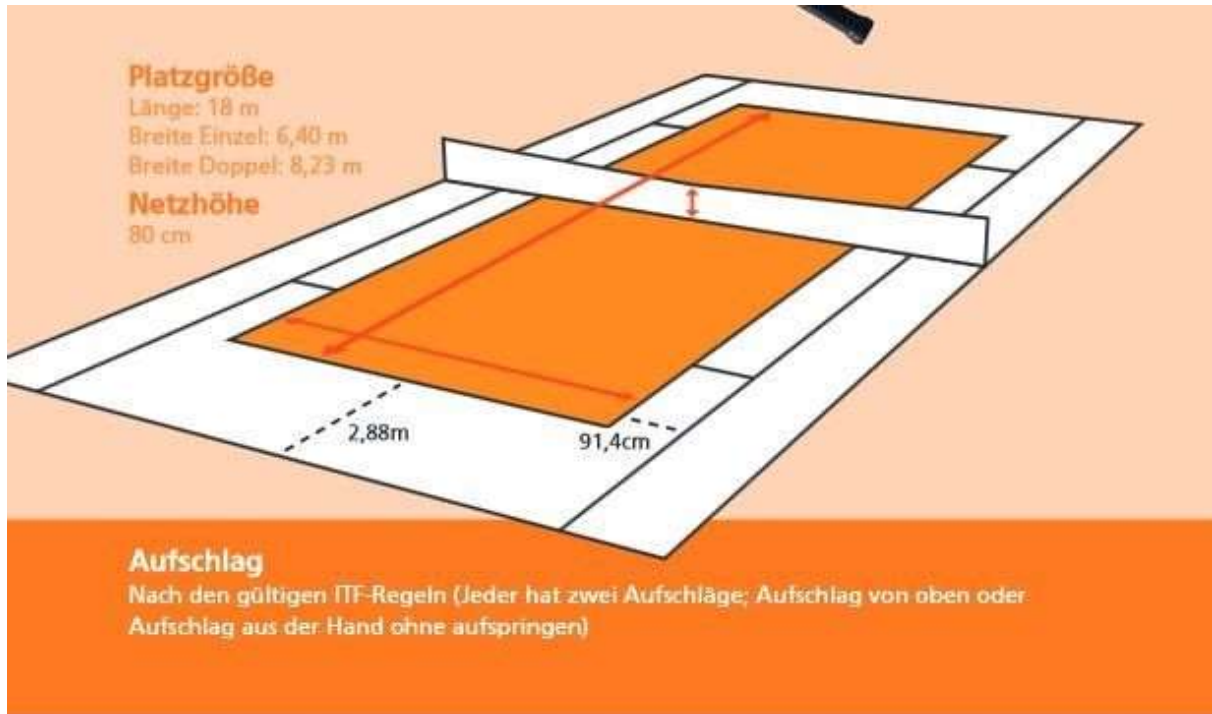 Platzgröße
Länge: 18 m
Breite Einzel: 6,40 m
Breite Doppel: 8,23 m
Netzhöhe
80 cm
2,88m
91,4cm
Aufschlag
Nach den gültigen ITF-Regeln (Jeder hat zwei Aufschläge; Aufschlag von oben oder
Aufschlag aus der Hand ohne aufspringen)